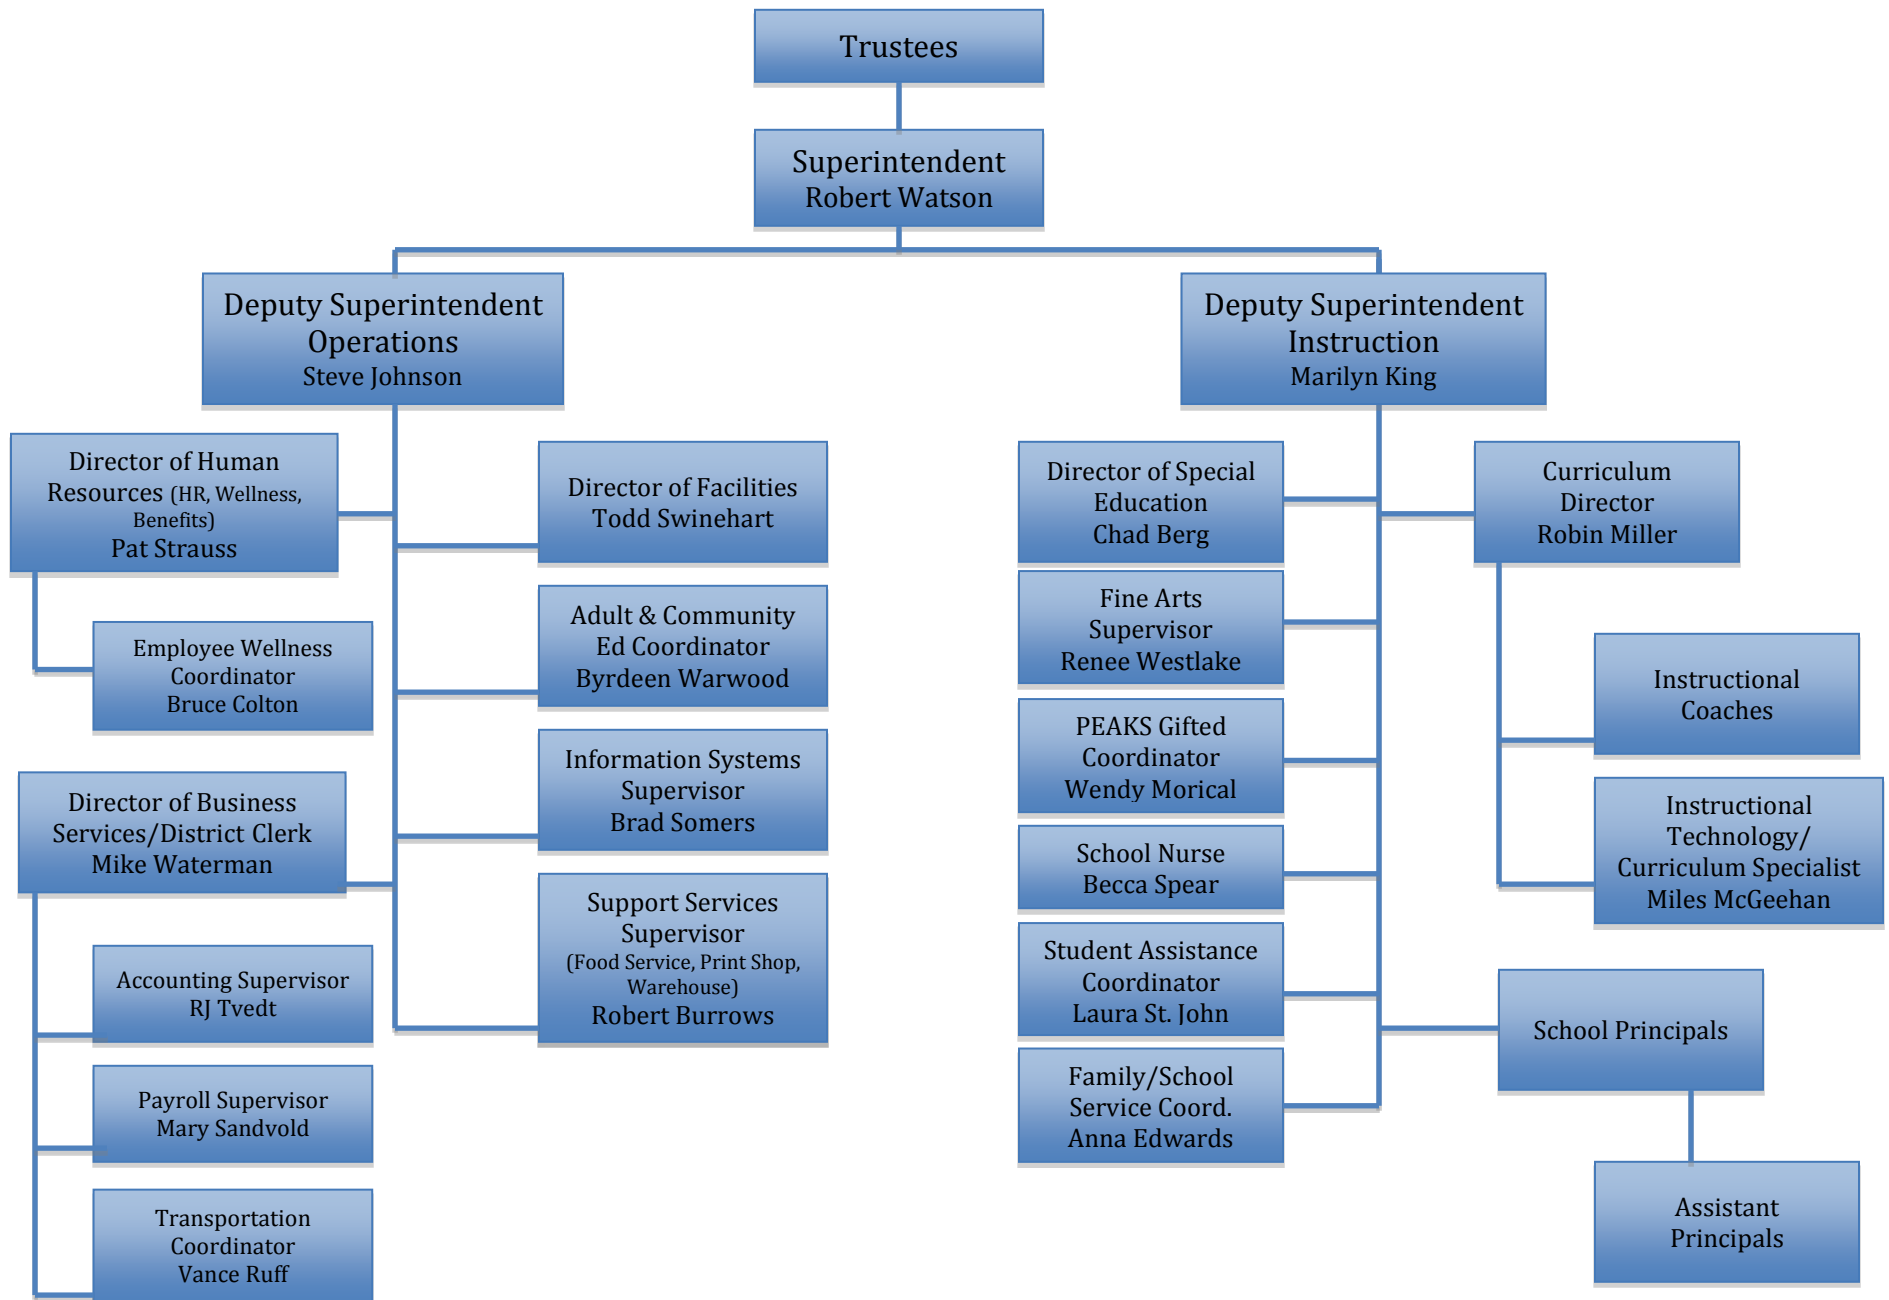 Trustees
Superintendent
Robert Watson
Deputy Superintendent
Operations
Steve Johnson
Deputy Superintendent
Instruction
Marilyn King
Director of Human
Resources (HR, Wellness,
Benefits)
Pat Strauss
Employee Wellness
Coordinator
Bruce Colton
Director of Business
Services/District Clerk
Mike Waterman
Accounting Supervisor
RJ Tvedt
Payroll Supervisor
Mary Sandvold
Transportation
Coordinator
Vance Ruff
Director of Facilities
Todd Swinehart
Adult & Community
Ed Coordinator
Byrdeen Warwood
Information Systems
Supervisor
Brad Somers
Support Services
Supervisor
(Food Service, Print Shop,
Warehouse)
Robert Burrows
Director of Special
Education
Chad Berg
Fine Arts
Supervisor
Renee Westlake
PEAKS Gifted
Coordinator
Wendy Morical
School Nurse
Becca Spear
Student Assistance
Coordinator
Laura St. John
Family/School
Service Coord.
Anna Edwards
Curriculum
Director
Robin Miller
Instructional
Coaches
Instructional
Technology/
Curriculum Specialist
Miles McGeehan
School Principals
Assistant
Principals